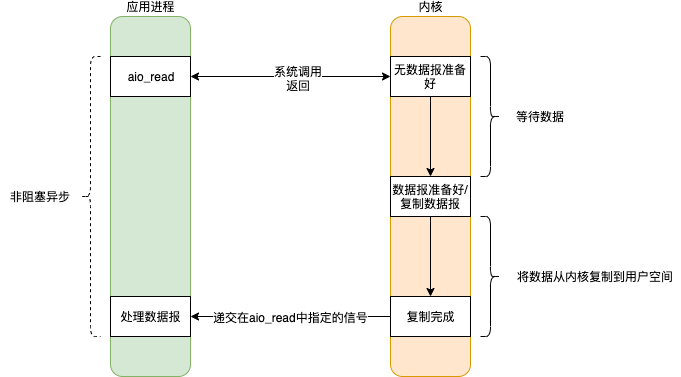 应用进程
内核
aio_read
系统调用
返回
无数据报准备
好
等待数据
非阻塞异步
数据报准备好/
复制数据报
将数据从内核复制到用户空间
处理数据报
递交在aio_read中指定的信号
复制完成